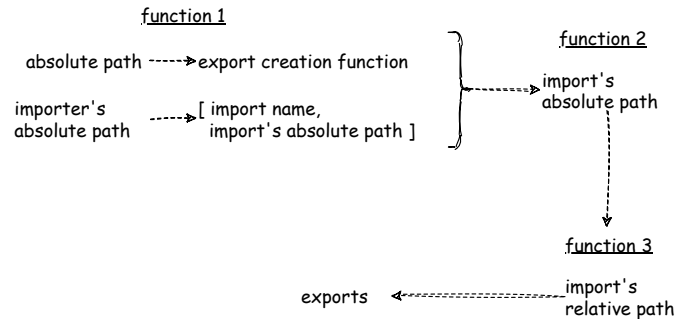 function 1
absolute path
export creation function
importer's
absolute path
[ import name,
import's absolute path ]
function 2
import's
absolute path
function 3
import's
relative path
exports